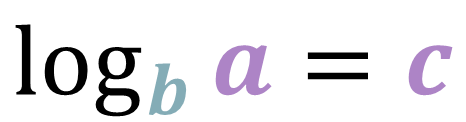 log_b a = c